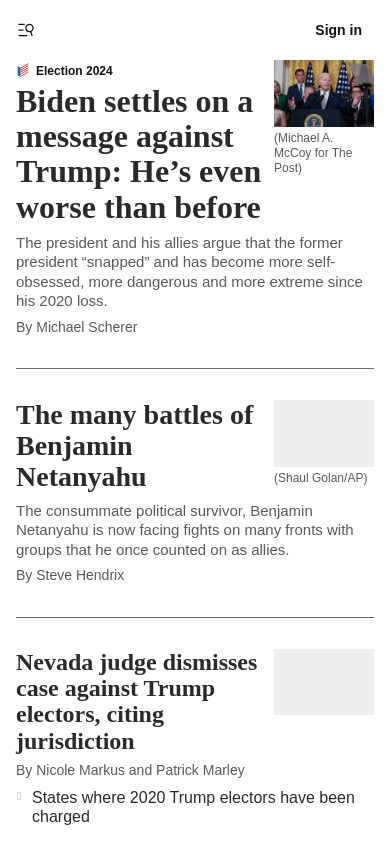 Sign in
Election 2024
Biden settles on a
message against
Trump: He’s even
worse than before
(Michael A.
McCoy for The
Post)
The president and his allies argue that the former
president “snapped” and has become more self-
obsessed, more dangerous and more extreme since
his 2020 loss.
By Michael Scherer
The many battles of
Benjamin
Netanyahu
(Shaul Golan/AP)
The consummate political survivor, Benjamin
Netanyahu is now facing fights on many fronts with
groups that he once counted on as allies.
By Steve Hendrix
Nevada judge dismisses
case against Trump
electors, citing
jurisdiction
By Nicole Markus and Patrick Marley
States where 2020 Trump electors have been
charged